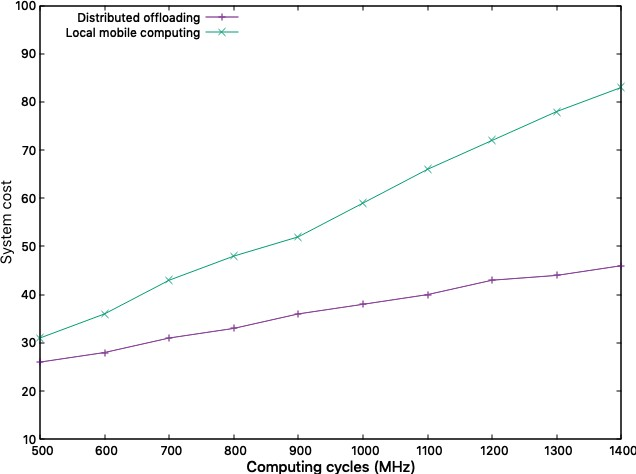 Distributed offloading
Local mobile computing
100
90
80
70
60
50
40
30
20
10
System cost
500 600 700 800 900 1000 1100 1200 1300 1400
Computing cycles (MHz)